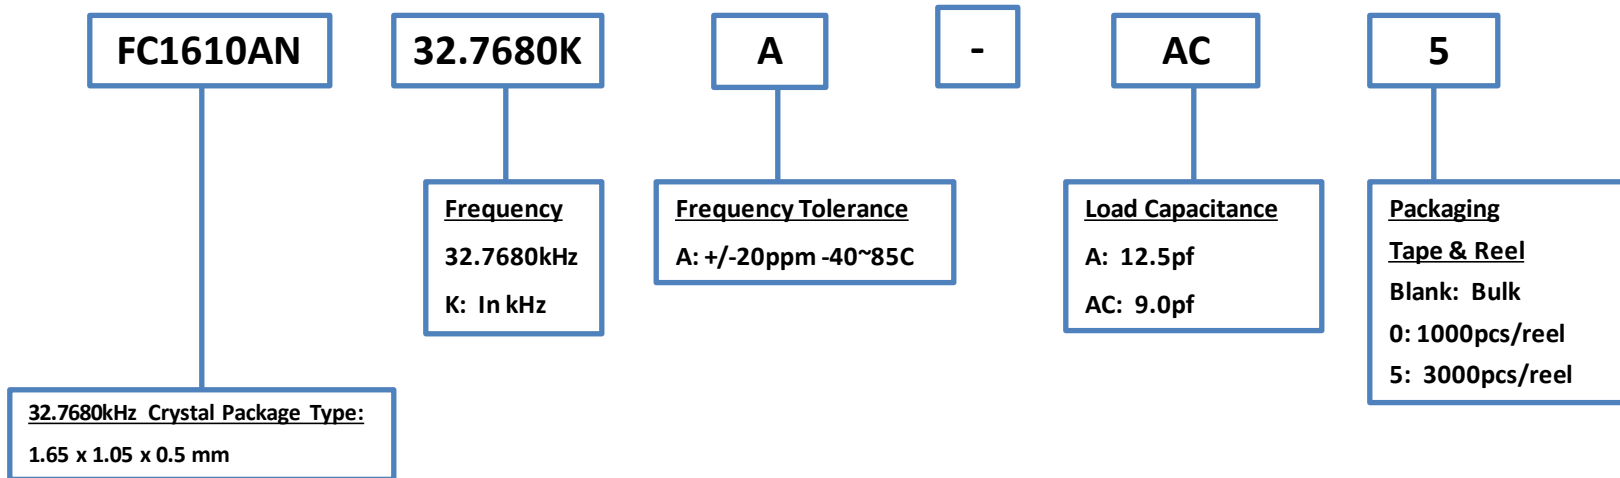 FC1610AN 32.7680K A - AC 5
Frequency
32.7680kHz
K: In kHz
Frequency Tolerance
A: +/-20ppm -40~85C
Load Capacitance
A: 12.5pf
AC: 9.0pf
Packaging
Tape & Reel
Blank: Bulk
0: 1000pcs/reel
5: 3000pcs/reel
32.7680kHz Crystal Package Type:
1.65 x 1.05 x 0.5 mm